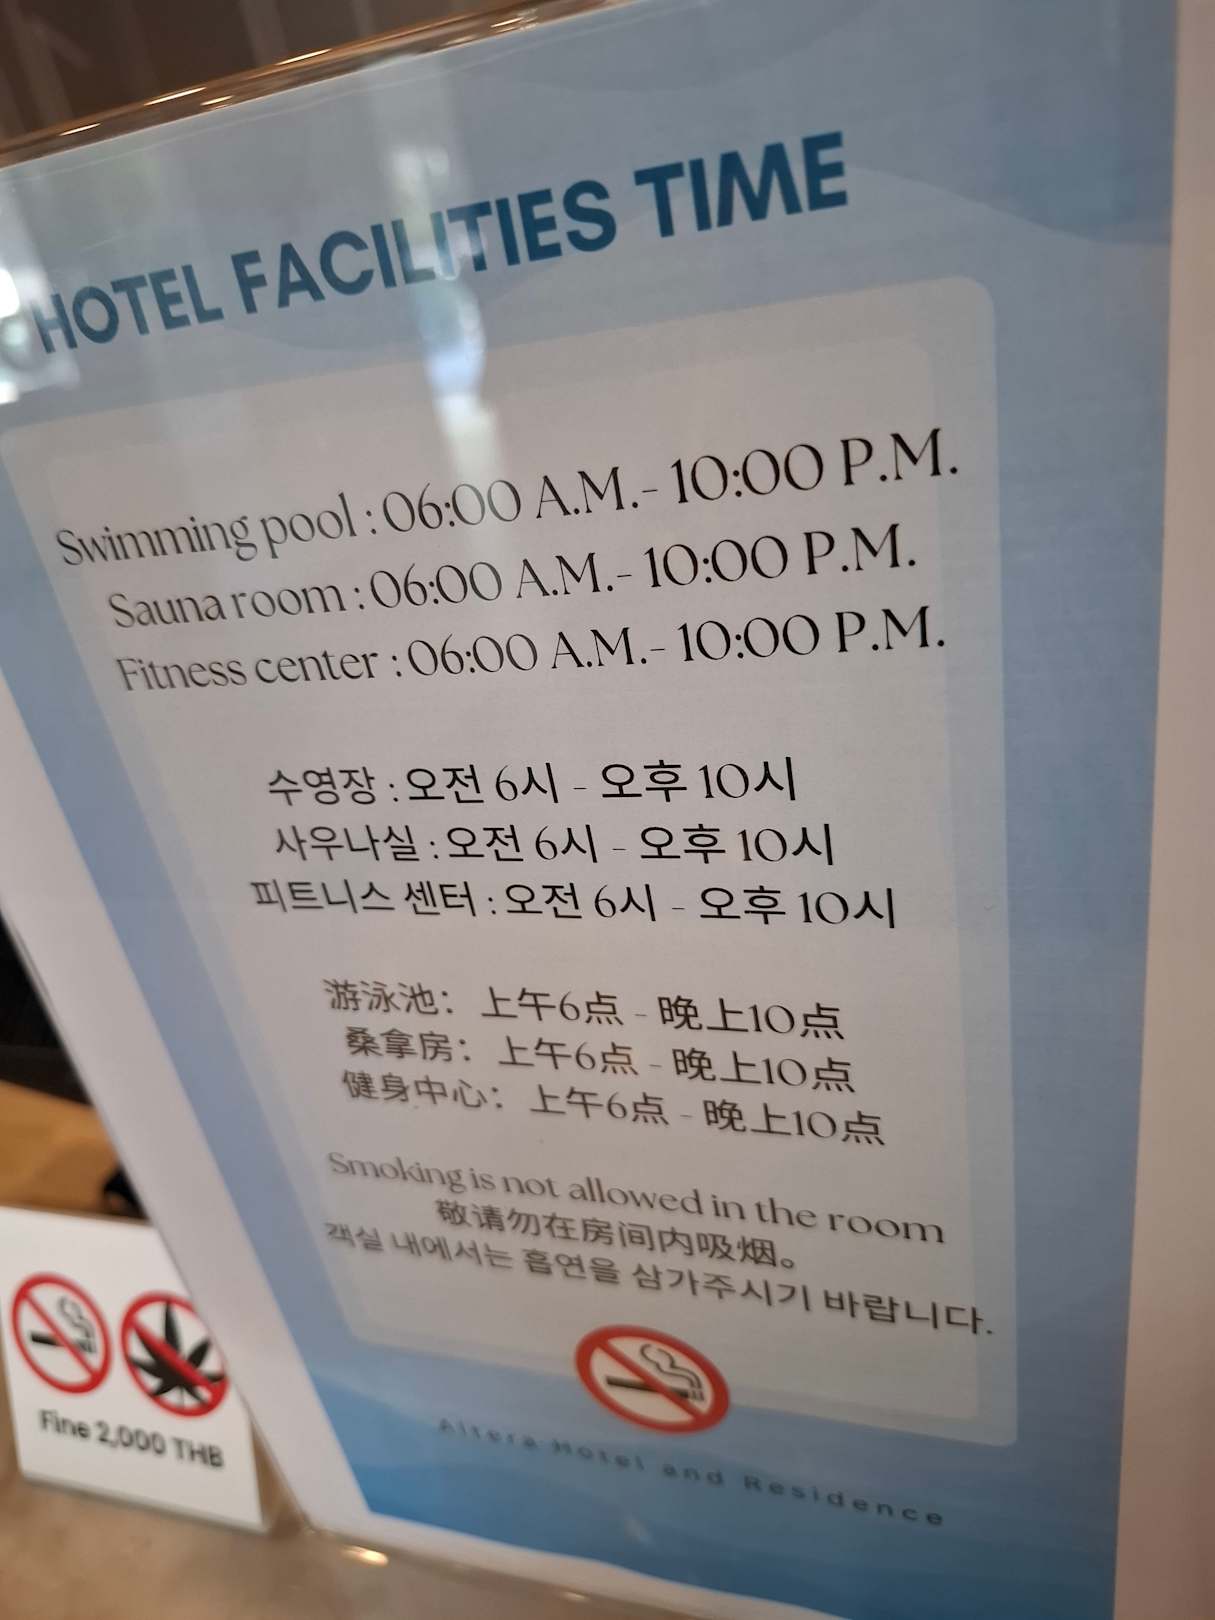 HOTEL FACILITIES TIME
Swimming pool : 06:00 A.M.- 10:00 P.M.
Sauna room : 06:00 A.M.- 10:00 P.M.
Fitness center : 06:00 A.M.- 10:00 P.M.
수영장 : 오전 6시 - 오후 10시
사우나실 : 오전 6시 - 오후 10시
피트니스 센터 : 오전 6시 - 오후 10시
游泳池：上午6点 - 晚上10点
桑拿房：上午6点 - 晚上10点
健身中心：上午6点 - 晚上10点
Smoking is not allowed in the room
敬请勿在房间内吸烟。
객실 내에서는 흡연을 삼가주시기 바랍니다.
Altera Hotel and Residence
Fine 2,000 THB